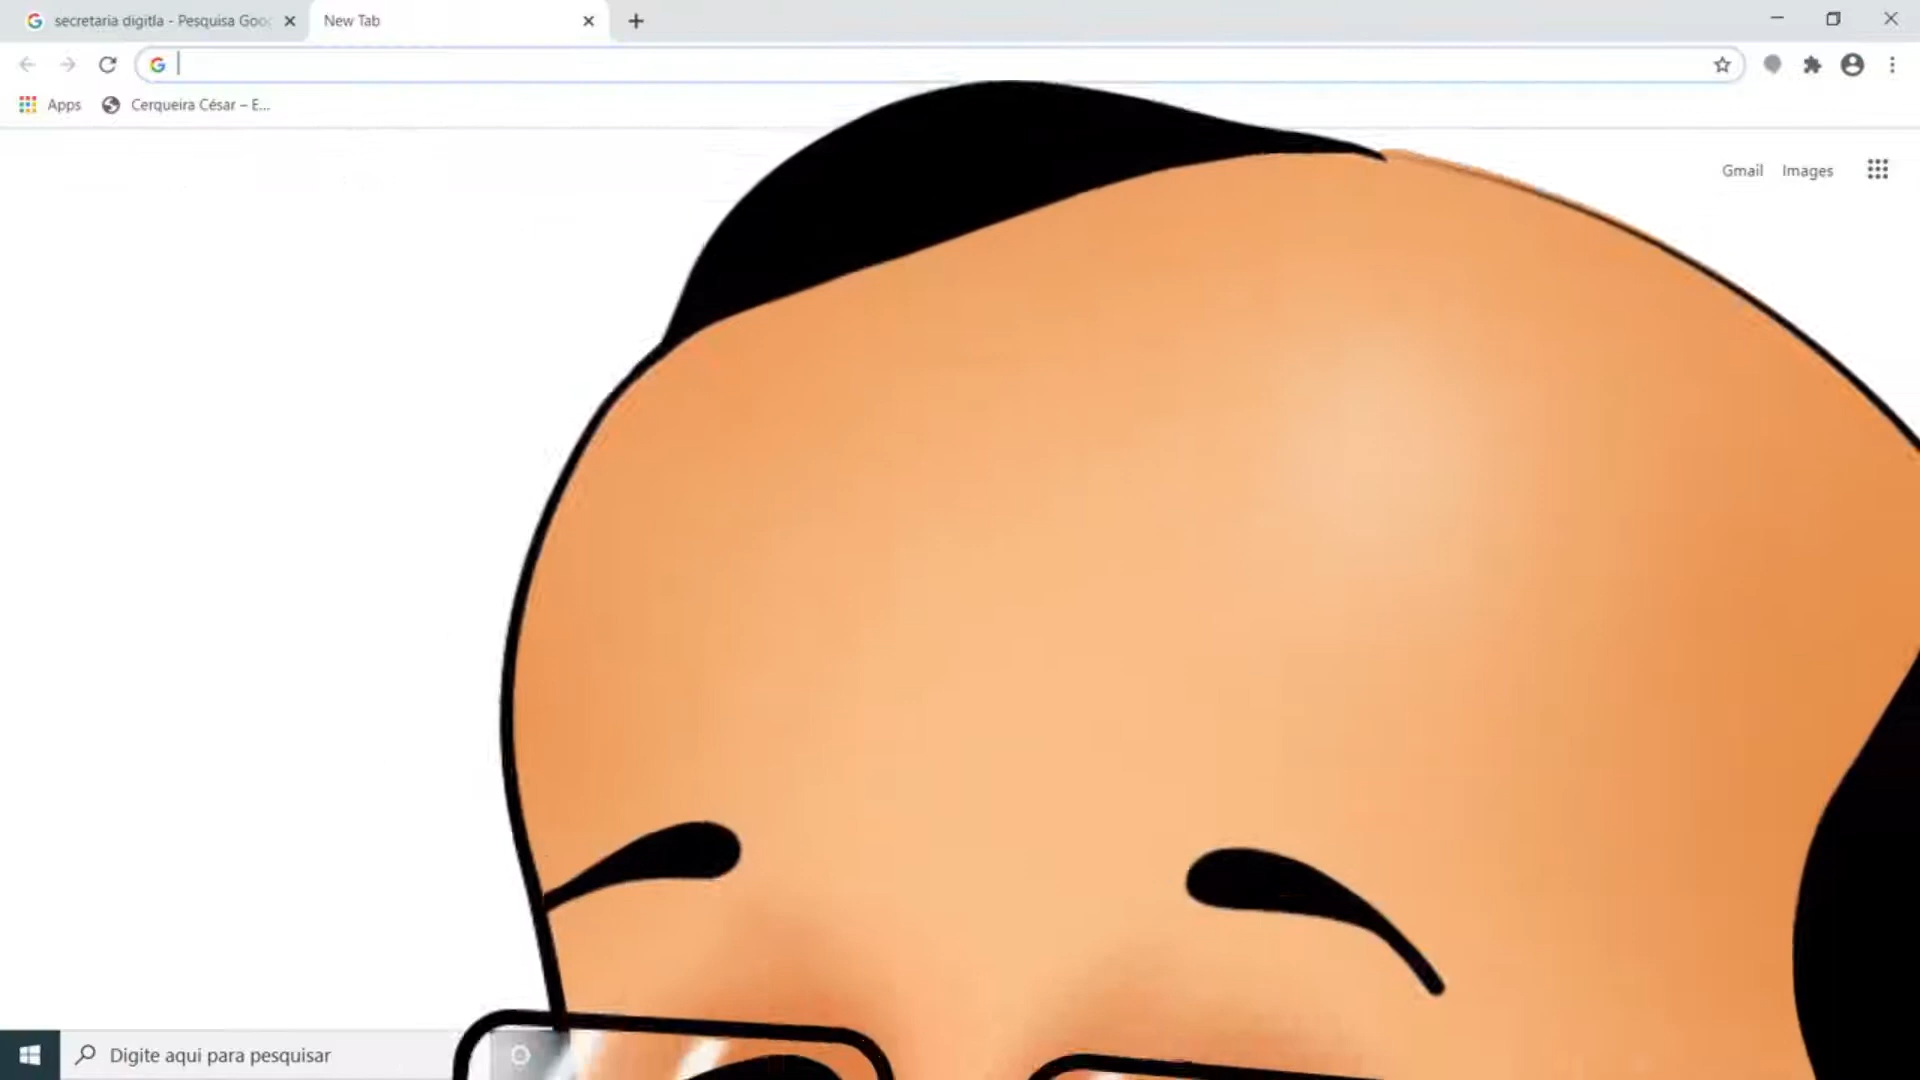 secretaria digitla - Pesquisa Goo
New Tab
Apps
Cerqueira César – E...
Gmail
Images
Digite aqui para pesquisar